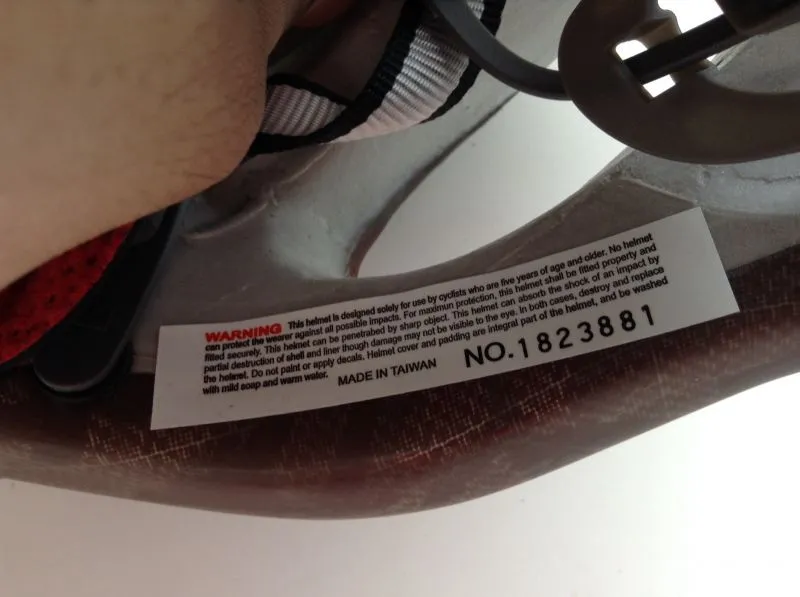 WARNING This helmet is designed solely for use by cyclists who are five years of age and older. No helmet
can protect the wearer against all possible impacts. For maximun protection, this helmet shall be fitted property and
fitted securely. This helmet can be penetrated by sharp object. This helmet can absorb the shock of an impact by
partial destruction of shell and liner though damage may not be visible to the eye. In both cases, destroy and replace
the helmet. Do not paint or apply decals. Helmet cover and padding are integral part of the helmet, and be washed
with mild soap and warm water. MADE IN TAIWAN NO.1823881